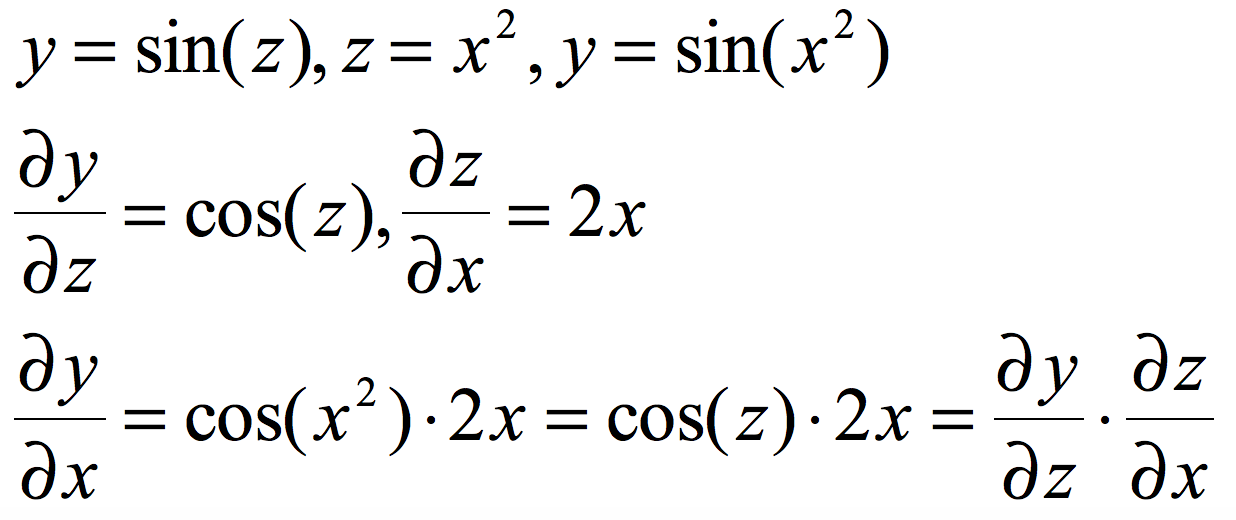 y = sin(z), z = x², y = sin(x²)
∂y/∂z = cos(z), ∂z/∂x = 2x
∂y/∂x = cos(x²) · 2x = cos(z) · 2x = ∂y/∂z · ∂z/∂x